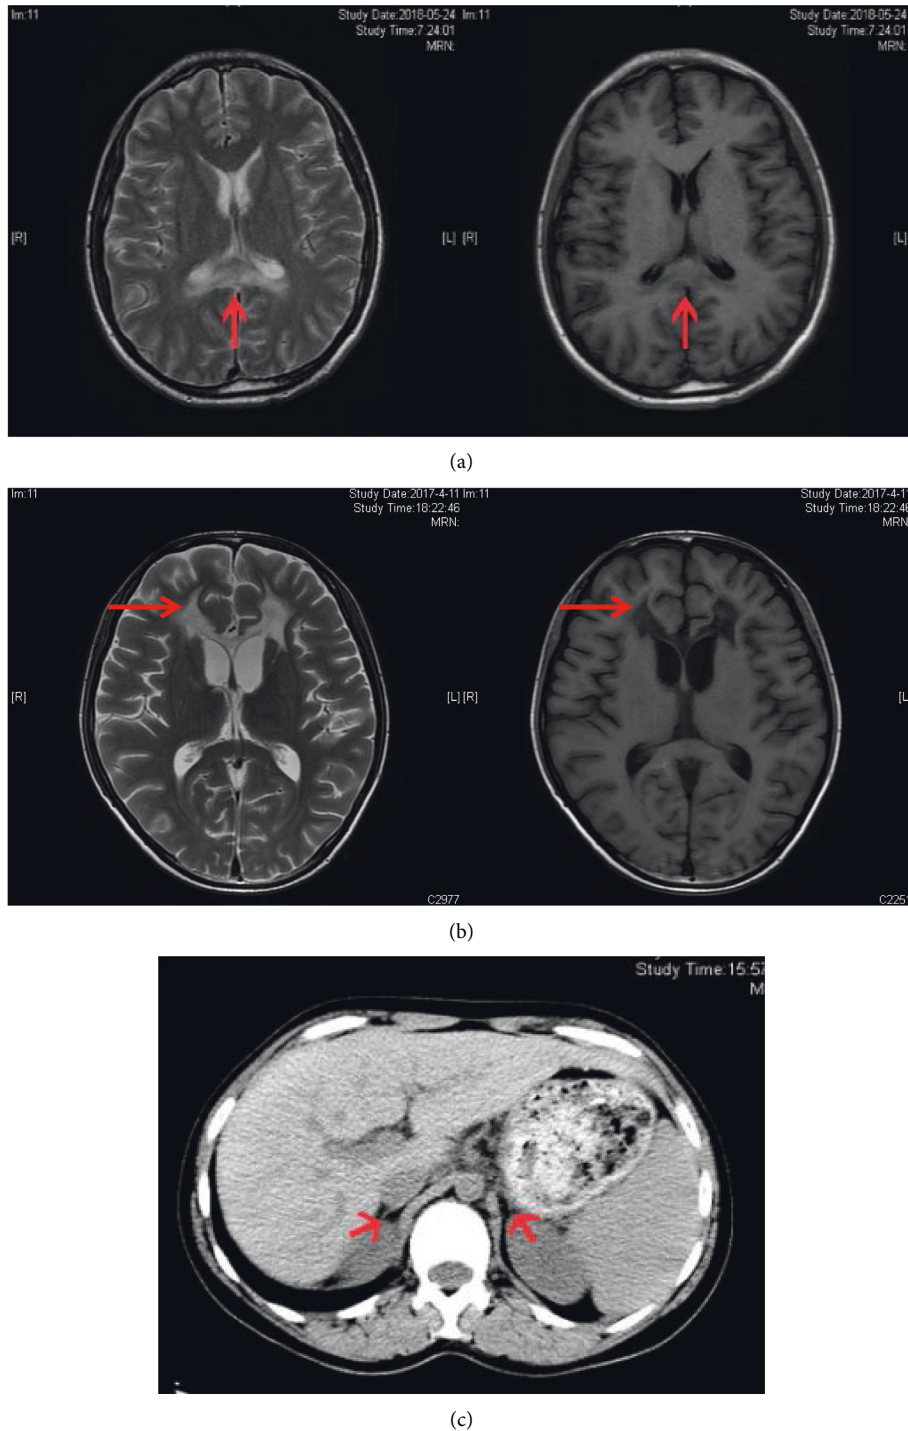 Im:11
Study Date:2018-05-24 Im:11
Study Date:2018-05-24
Study Time:7:24:01
Study Time:7:24:01
MRN:
MRN:
[R]
[L] [R]
[L]
(a)
Im:11
Study Date:2017-4-11 Im:11
Study Date:2017-4-11
Study Time:18:22:46
Study Time:18:22:46
MRN:
MRN:
[R]
[L] [R]
[L
C2977
C2251
(b)
Study Time:15:57
M
(c)